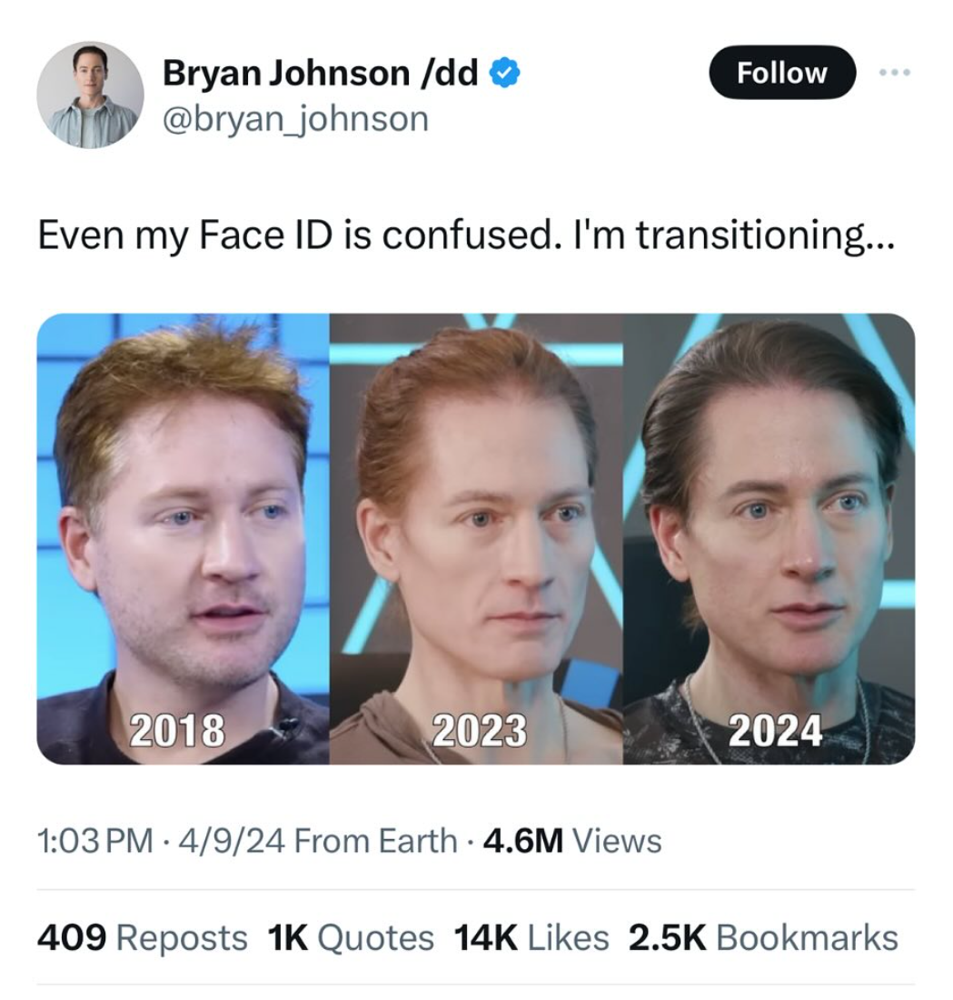 Bryan Johnson /dd
Follow
@bryan_johnson
Even my Face ID is confused. I'm transitioning...
2018 2023 2024
1:03 PM · 4/9/24 From Earth · 4.6M Views
409 Reposts 1K Quotes 14K Likes 2.5K Bookmarks